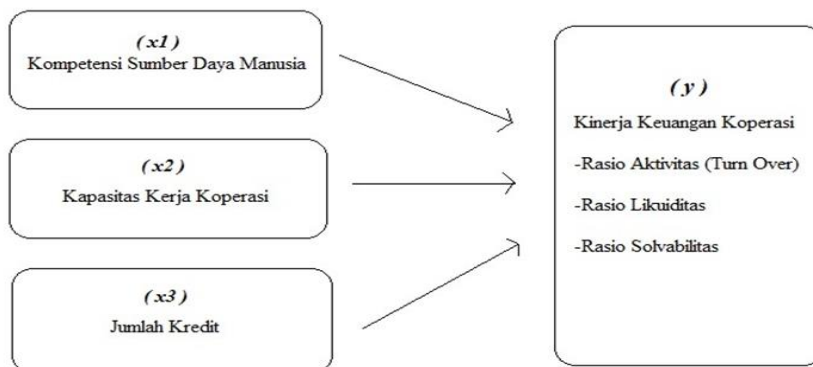 (x1)
Kompetensi Sumber Daya Manusia
(x2)
Kapasitas Kerja Koperasi
(x3)
Jumlah Kredit
(y)
Kinerja Keuangan Koperasi
-Rasio Aktivitas (Turn Over)
-Rasio Likuiditas
-Rasio Solvabilitas